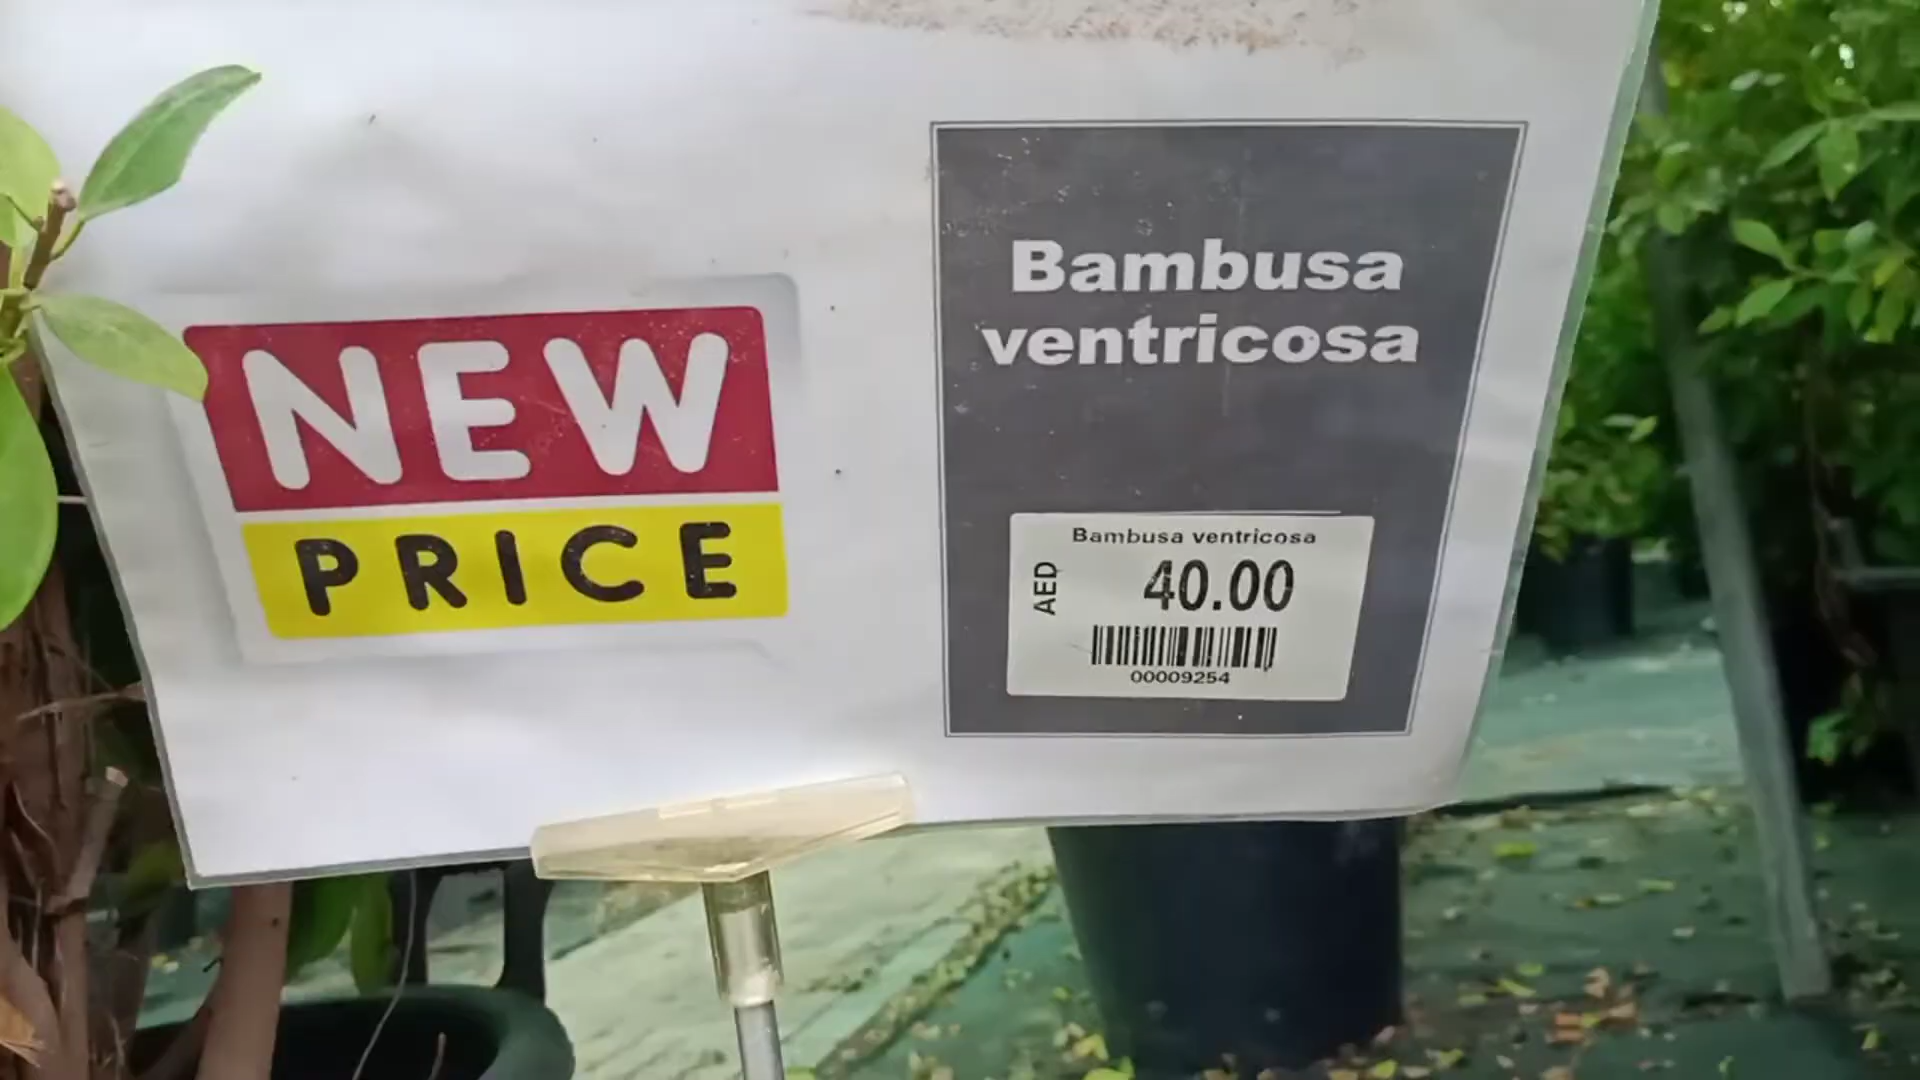 NEW
PRICE
Bambusa
ventricosa
Bambusa ventricosa
AED 40.00
00009254